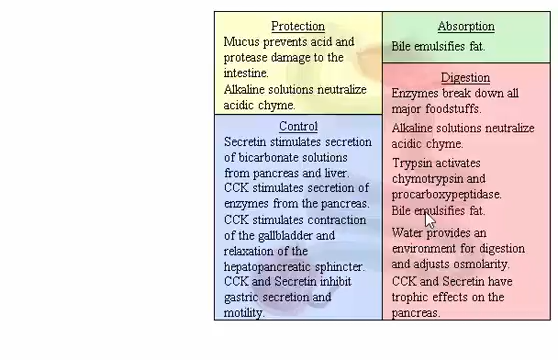 Protection
Mucus prevents acid and
protease damage to the
intestine.
Alkaline solutions neutralize
acidic chyme.
Control
Secretin stimulates secretion
of bicarbonate solutions
from pancreas and liver.
CCK stimulates secretion of
enzymes from the pancreas.
CCK stimulates contraction
of the gallbladder and
relaxation of the
hepatopancreatic sphincter.
CCK and Secretin inhibit
gastric secretion and
motility.
Absorption
Bile emulsifies fat.
Digestion
Enzymes break down all
major foodstuffs.
Alkaline solutions neutralize
acidic chyme.
Trypsin activates
chymotrypsin and
procarboxypeptidase.
Bile emulsifies fat.
Water provides an
environment for digestion
and adjusts osmolarity.
CCK and Secretin have
trophic effects on the
pancreas.